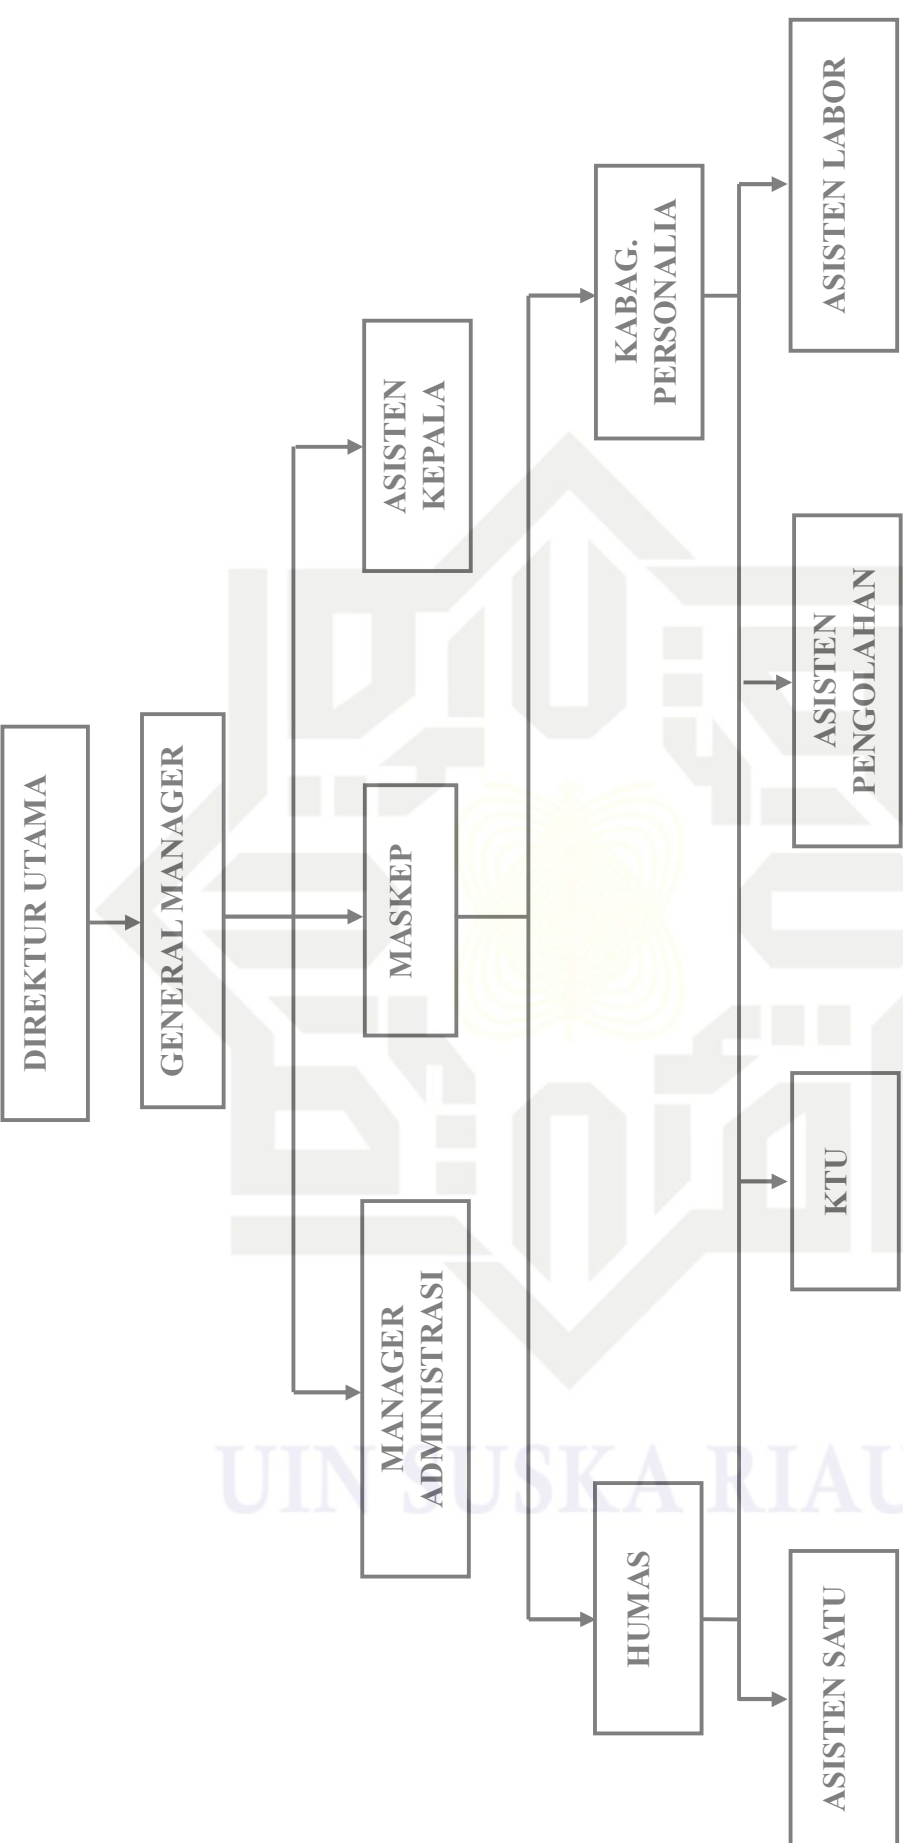 DIREKTUR UTAMA
GENERAL MANAGER
MANAGER
ADMINISTRASI
MASKEP
ASISTEN
KEPALA
HUMAS
KABAG.
PERSONALIA
ASISTEN SATU
KTU
ASISTEN
PENGOLAHAN
ASISTEN LABOR
UIN SUSKA RIAU